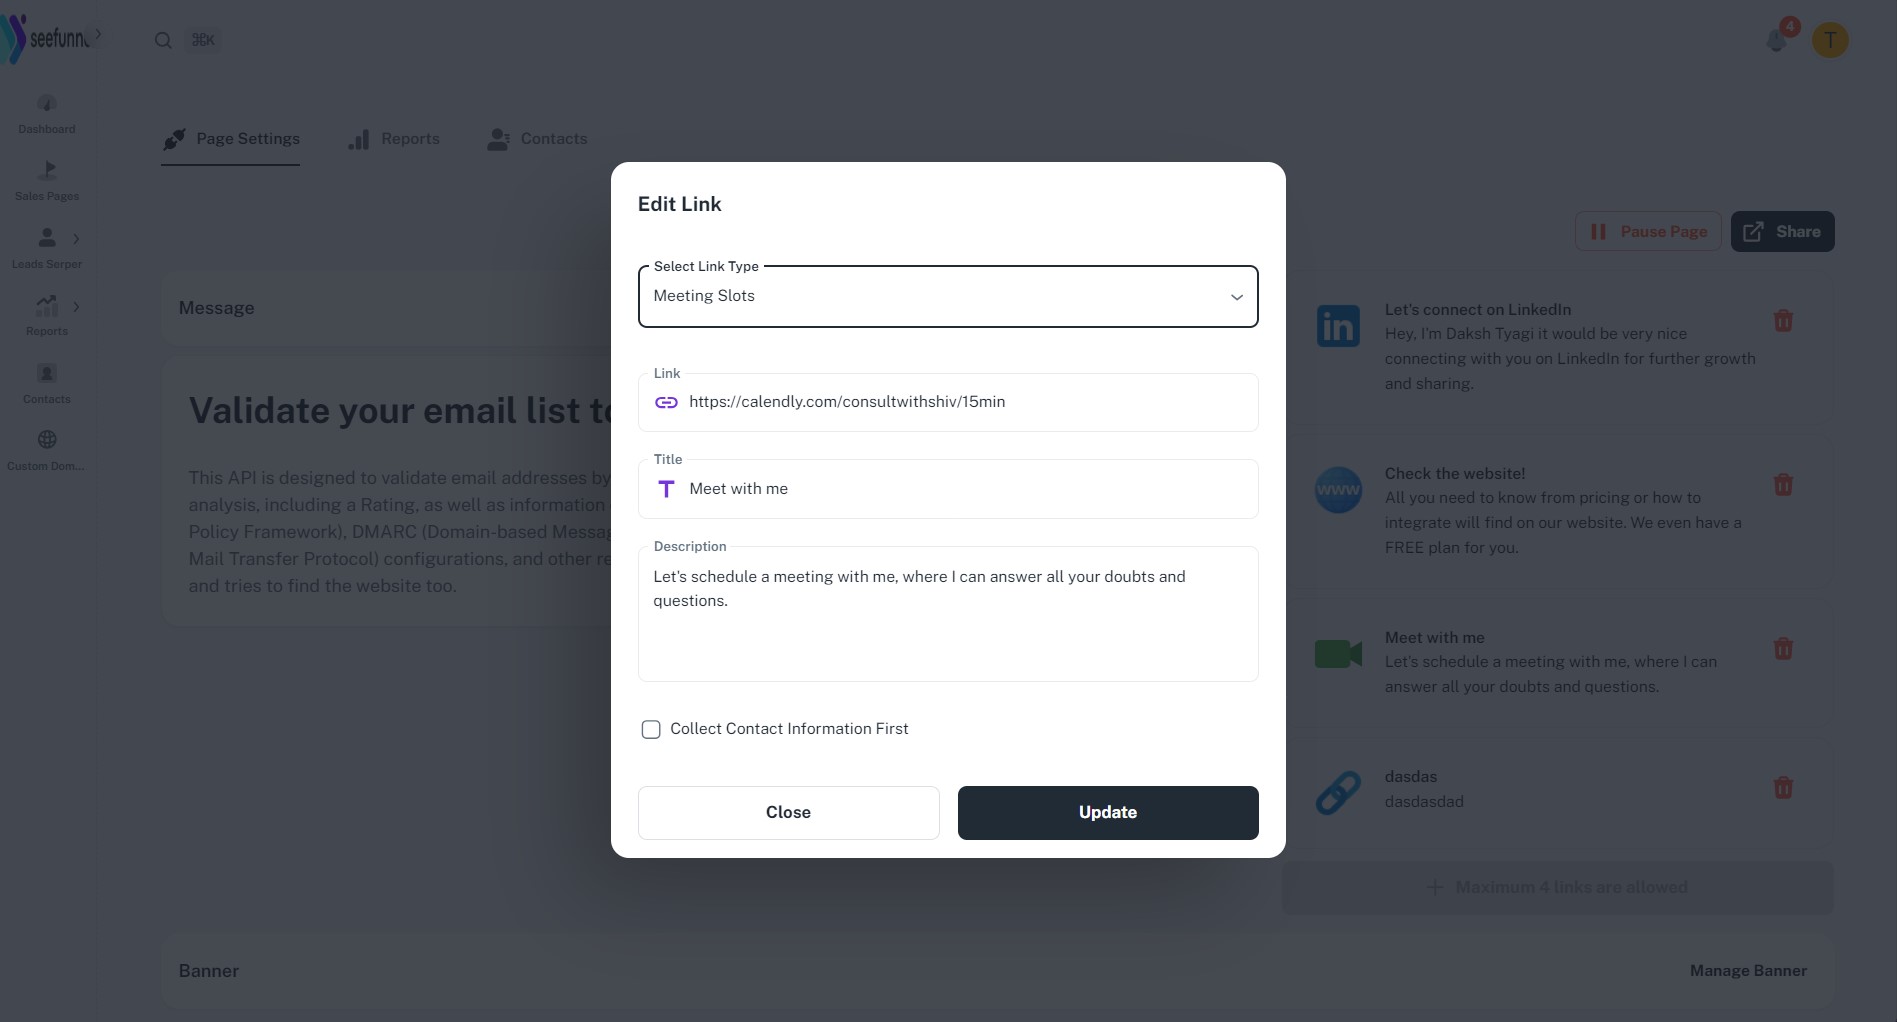 seefunn
⌘K
4
T
Dashboard
Sales Pages
Leads Serper
Reports
Contacts
Custom Dom...
Page Settings
Reports
Contacts
Pause Page
Share
Message
Validate your email list to
This API is designed to validate email addresses by
analysis, including a Rating, as well as information
Policy Framework), DMARC (Domain-based Messag
Mail Transfer Protocol) configurations, and other re
and tries to find the website too.
Edit Link
Select Link Type
Meeting Slots
Link
https://calendly.com/consultwithshiv/15min
Title
T
Meet with me
Description
Let's schedule a meeting with me, where I can answer all your doubts and
questions.
Collect Contact Information First
Close
Update
in
Let's connect on LinkedIn
Hey, I'm Daksh Tyagi it would be very nice
connecting with you on LinkedIn for further growth
and sharing.
www
Check the website!
All you need to know from pricing or how to
integrate will find on our website. We even have a
FREE plan for you.
Meet with me
Let's schedule a meeting with me, where I can
answer all your doubts and questions.
dasdas
dasdasdad
+ Maximum 4 links are allowed
Banner
Manage Banner